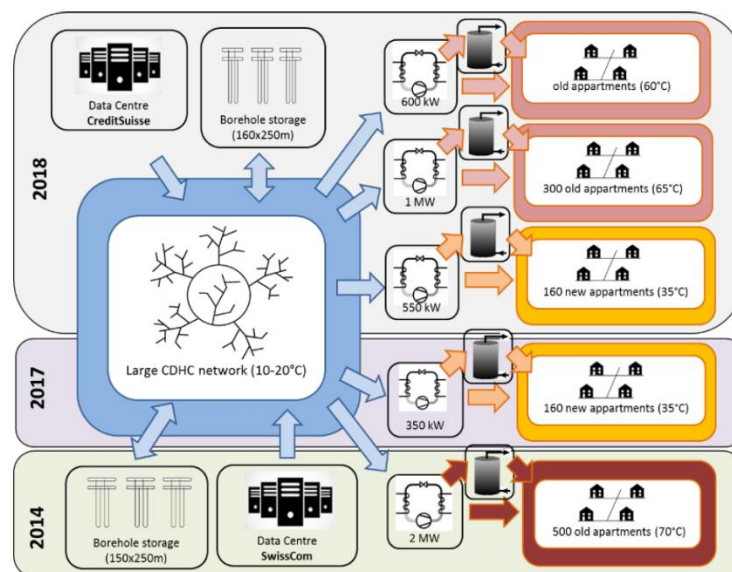 2018
Data Centre
CreditSuisse
Borehole storage
(160x250m)
600 kW
old appartments (60°C)
1 MW
300 old appartments (65°C)
550 kW
160 new appartments (35°C)
Large CDHC network (10-20°C)
2017
350 kW
160 new appartments (35°C)
2014
Borehole storage
(150x250m)
Data Centre
SwissCom
2 MW
500 old appartments (70°C)